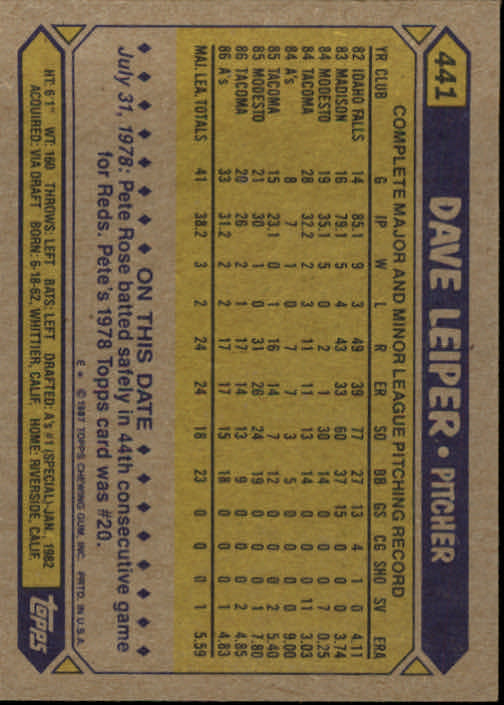 441
DAVE LEIPER • PITCHER
COMPLETE MAJOR AND MINOR LEAGUE PITCHING RECORD
YR CLUB G IP W L R ER SO BB GS CG SHO SV ERA
82 IDAHO FALLS 14 85.1 9 3 49 39 77 27 13 4 1 0 4.11
83 MADISON 16 79.1 5 4 43 33 60 37 15 0 0 0 3.74
84 MODESTO 19 35.1 5 0 2 1 30 14 0 0 0 7 0.25
84 TACOMA 28 32.2 2 3 11 11 13 14 0 0 0 11 3.03
84 A's 8 7 1 0 7 7 3 5 0 0 0 0 9.00
85 TACOMA 15 23.1 0 1 16 14 7 12 0 0 0 2 5.40
85 MODESTO 21 30 1 0 31 26 24 19 0 0 0 1 7.80
86 TACOMA 20 26 2 1 17 14 13 9 0 0 0 2 4.85
86 A's 33 31.2 2 2 17 17 15 18 0 0 0 1 4.83
MAJ. LEA. TOTALS 41 38.2 3 2 24 24 18 23 0 0 0 1 5.59
♦ ♦ ♦ ♦ ♦ ♦ ♦ ON THIS DATE ♦ ♦ ♦ ♦ ♦ ♦ ♦
July 31, 1978: Pete Rose batted safely in 44th consecutive game
for Reds. Pete's 1978 Topps card was #20.
E * © 1987 TOPPS CHEWING GUM, INC. PRTD. IN U.S.A.
HT: 6'1" WT: 160 THROWS: LEFT BATS: LEFT DRAFTED: A's #1 (SPECIAL)-JAN., 1982
ACQUIRED: VIA DRAFT BORN: 6-18-62, WHITTIER, CALIF. HOME: RIVERSIDE, CALIF.
TOPPS